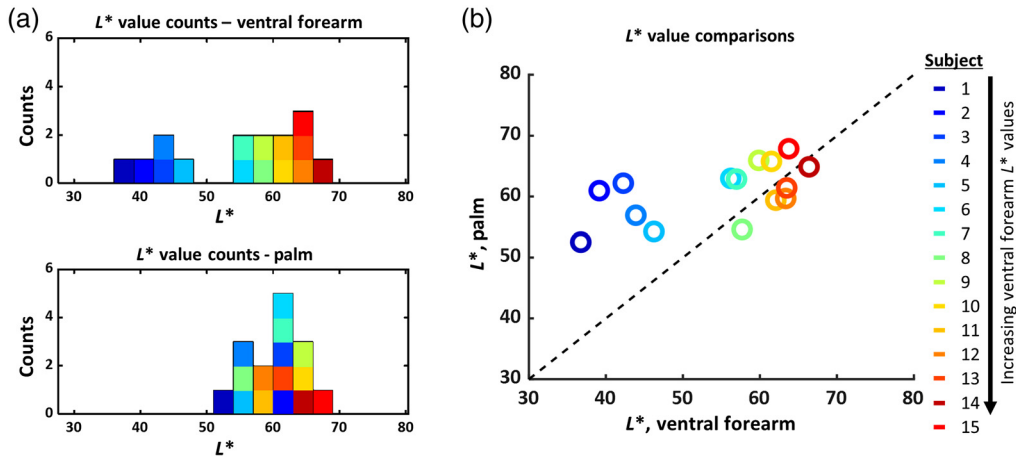 (a)
L* value counts – ventral forearm
6
4
2
0
Counts
30 40 50 60 70 80
L*
L* value counts - palm
6
4
2
0
Counts
30 40 50 60 70 80
L*
(b)
L* value comparisons
80
70
60
50
40
30
L*, palm
30 40 50 60 70 80
L*, ventral forearm
Subject
1
2
3
4
5
6
7
8
9
10
11
12
13
14
15
Increasing ventral forearm L* values